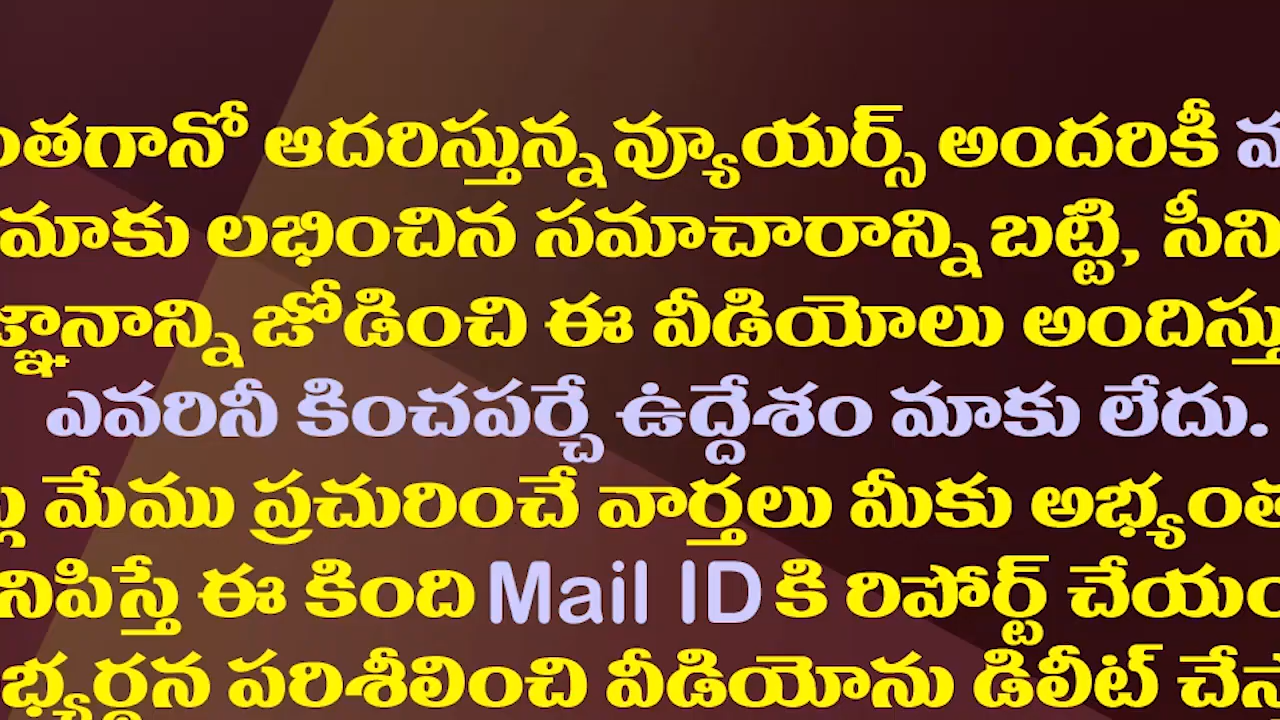 ంతగానో ఆదరిస్తున్న వ్యూయర్స్ అందరికీ
మాకు లభించిన సమాచారాన్ని బట్టి, సీని
జ్ఞానాన్ని జోడించి ఈ వీడియోలు అందిస్తు
ఎవరినీ కించపర్చే ఉద్దేశం మాకు లేదు.
మేము ప్రచురించే వార్తలు మీకు అభ్యంత
నిపిస్తే ఈ కింది Mail ID కి రిపోర్ట్ చేయం
భ్యర్థన పరిశీలించి వీడియోను డిలీట్ చేస